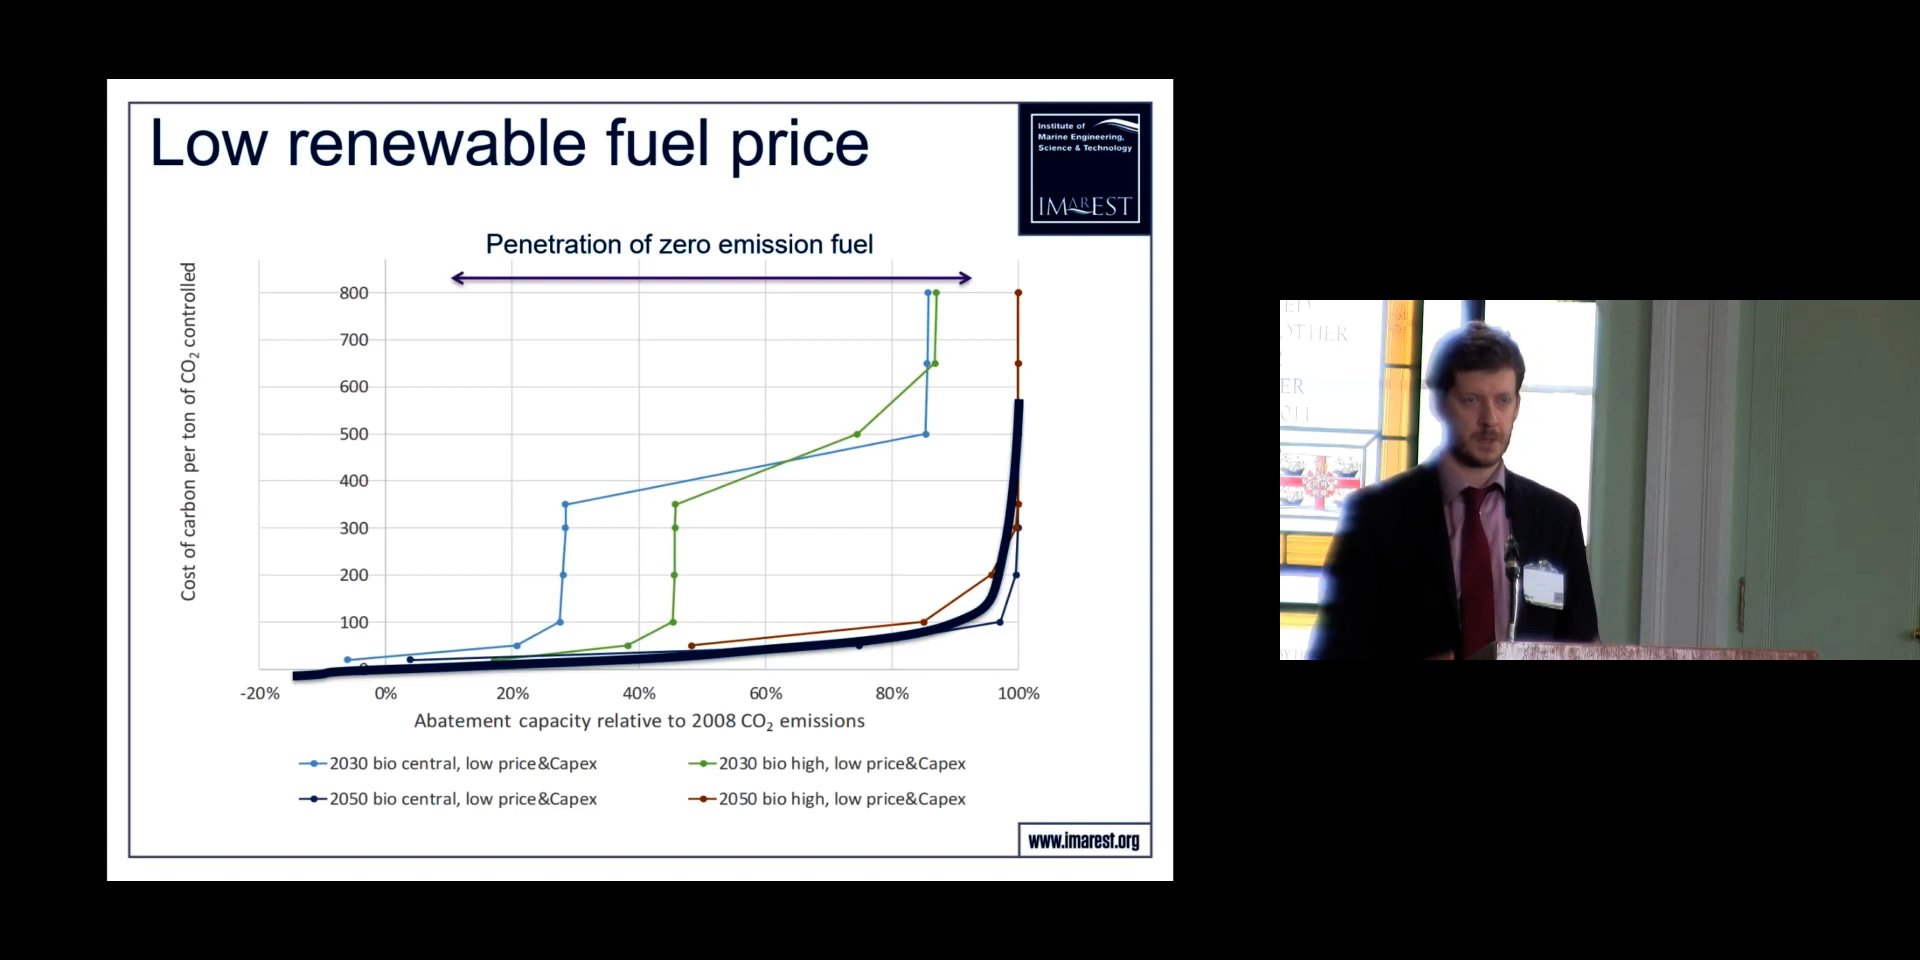 Low renewable fuel price
Institute of
Marine Engineering,
Science & Technology
IMarEST
Penetration of zero emission fuel
Cost of carbon per ton of CO₂ controlled
800
700
600
500
400
300
200
100
0
-20% 0% 20% 40% 60% 80% 100%
Abatement capacity relative to 2008 CO₂ emissions
2030 bio central, low price&Capex 2030 bio high, low price&Capex
2050 bio central, low price&Capex 2050 bio high, low price&Capex
www.imarest.org
OTHER
ER